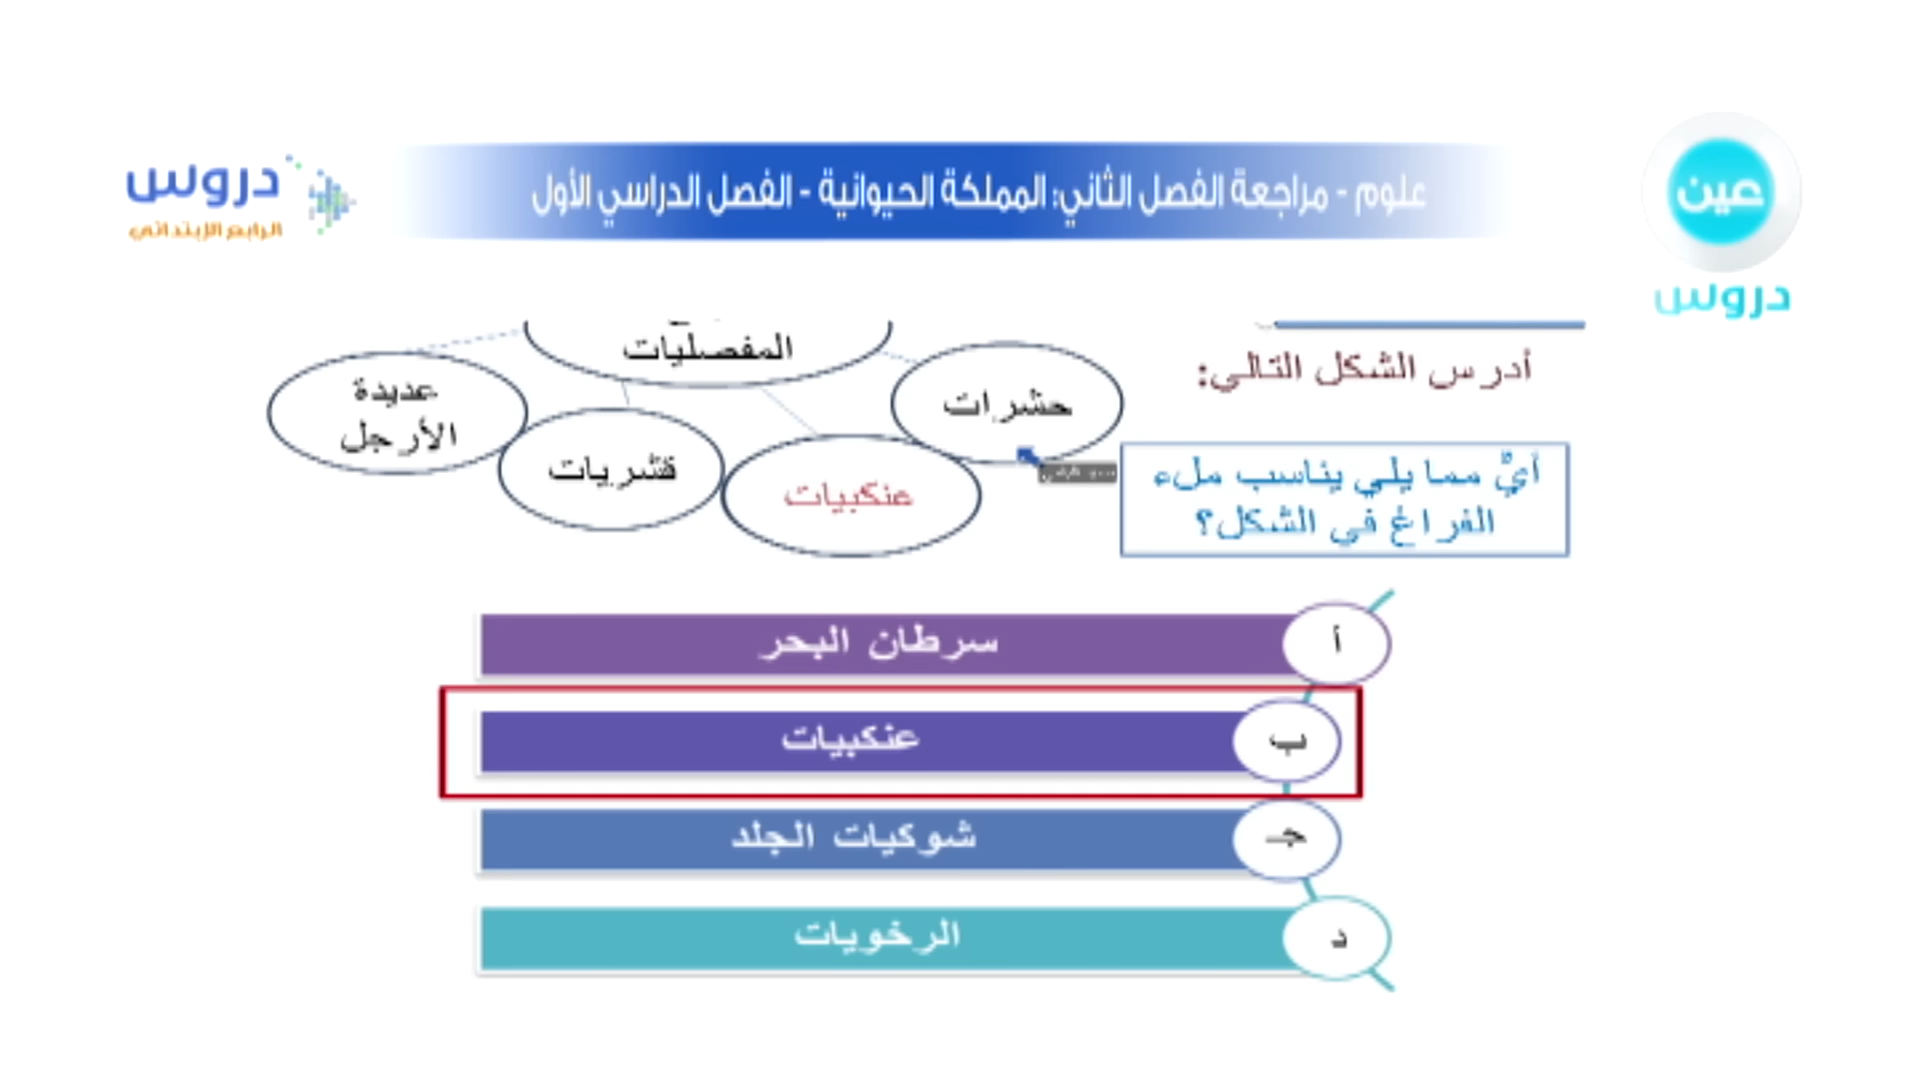 علوم - مراجعة الفصل الثاني: المملكة الحيوانية - الفصل الدراسي الأول
دروس
الرابع الإبتدائي
عين
دروس
أدرس الشكل التالي:
المفصليات
حشرات
عنكبيات
قشريات
عديدة
الأرجل
أيٌّ مما يلي يناسب ملء
الفراغ في الشكل؟
أ سرطان البحر
ب عنكبيات
جـ شوكيات الجلد
د الرخويات